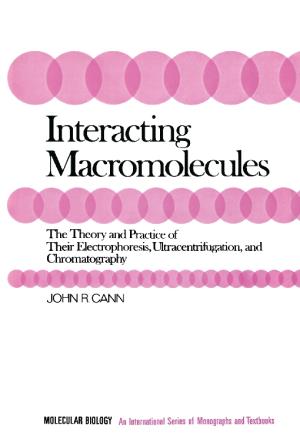 Interacting
Macromolecules
The Theory and Practice of
Their Electrophoresis, Ultracentrifugation, and
Chromatography
JOHN R. CANN
MOLECULAR BIOLOGY An International Series of Monographs and Textbooks